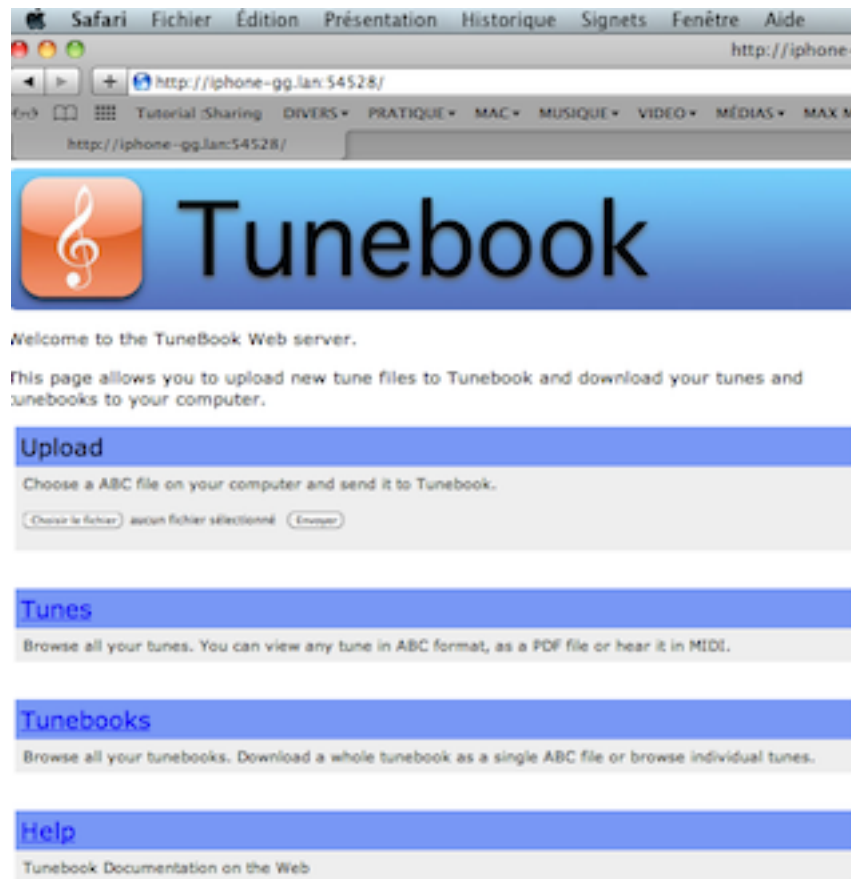 Safari Fichier Édition Présentation Historique Signets Fenêtre Aide
http://iphone-
http://iphone-gg.lan:54528/
Tutorial :Sharing DIVERS PRATIQUE MAC MUSIQUE VIDEO MÉDIAS MAX M
http://iphone-gg.lan:54528/
Tunebook
Welcome to the TuneBook Web server.
This page allows you to upload new tune files to Tunebook and download your tunes and
tunebooks to your computer.
Upload
Choose a ABC file on your computer and send it to Tunebook.
Choisir le fichier aucun fichier sélectionné Envoyer
Tunes
Browse all your tunes. You can view any tune in ABC format, as a PDF file or hear it in MIDI.
Tunebooks
Browse all your tunebooks. Download a whole tunebook as a single ABC file or browse individual tunes.
Help
Tunebook Documentation on the Web